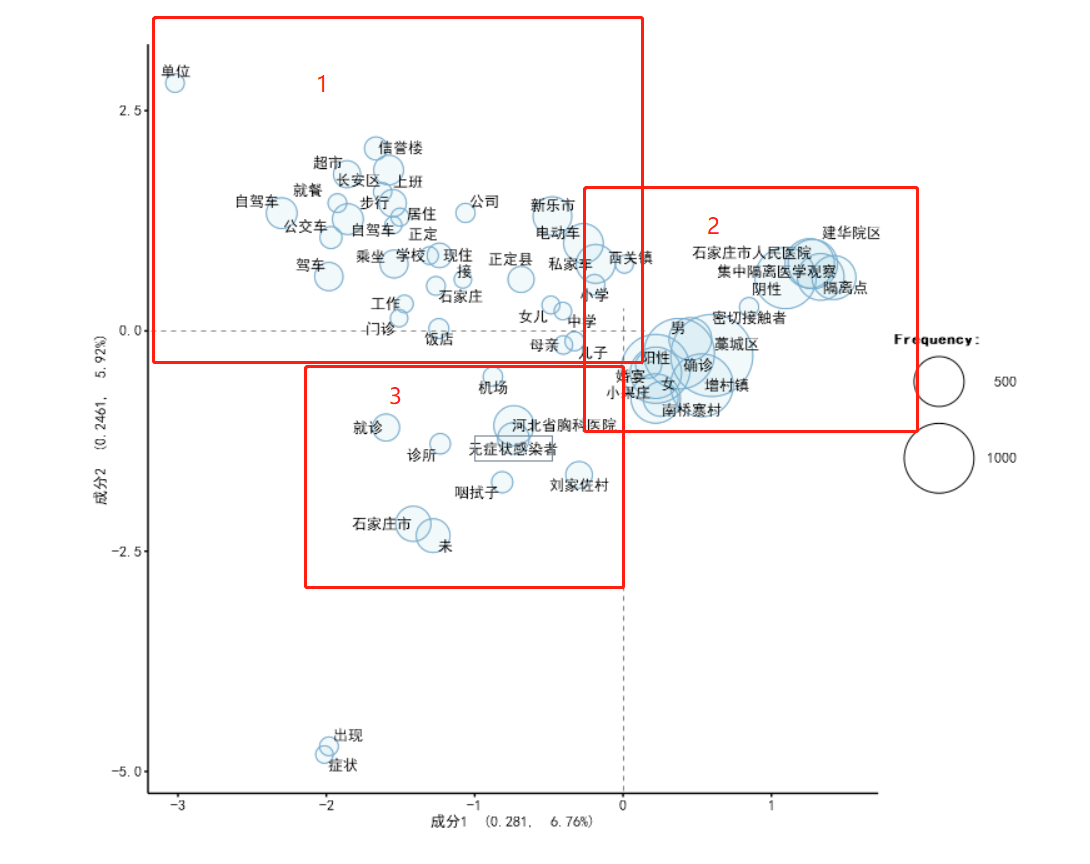 单位
1
2.5
信誉楼
超市
长安区
上班
就餐
自驾车
步行
公司
居住
新乐市
公交车
自驾车
正定
电动车
2
建华院区
石家庄市人民医院
驾车
乘坐
学校
现住
接
正定县
私家车
西关镇
集中隔离医学观察
阴性
隔离点
石家庄
小学
工作
女儿
中学
密切接触者
0.0
门诊
饭店
母亲
儿子
男
藁城区
Frequency:
阳性
确诊
婚宴
女
增村镇
500
小果庄
南桥寨村
机场
3
就诊
河北省胸科医院
诊所
无症状感染者
1000
咽拭子
刘家佐村
石家庄市
未
-2.5
出现
症状
-5.0
成分2 (0.2461, 5.92%)
-3
-2
-1
0
1
成分1 (0.281, 6.76%)